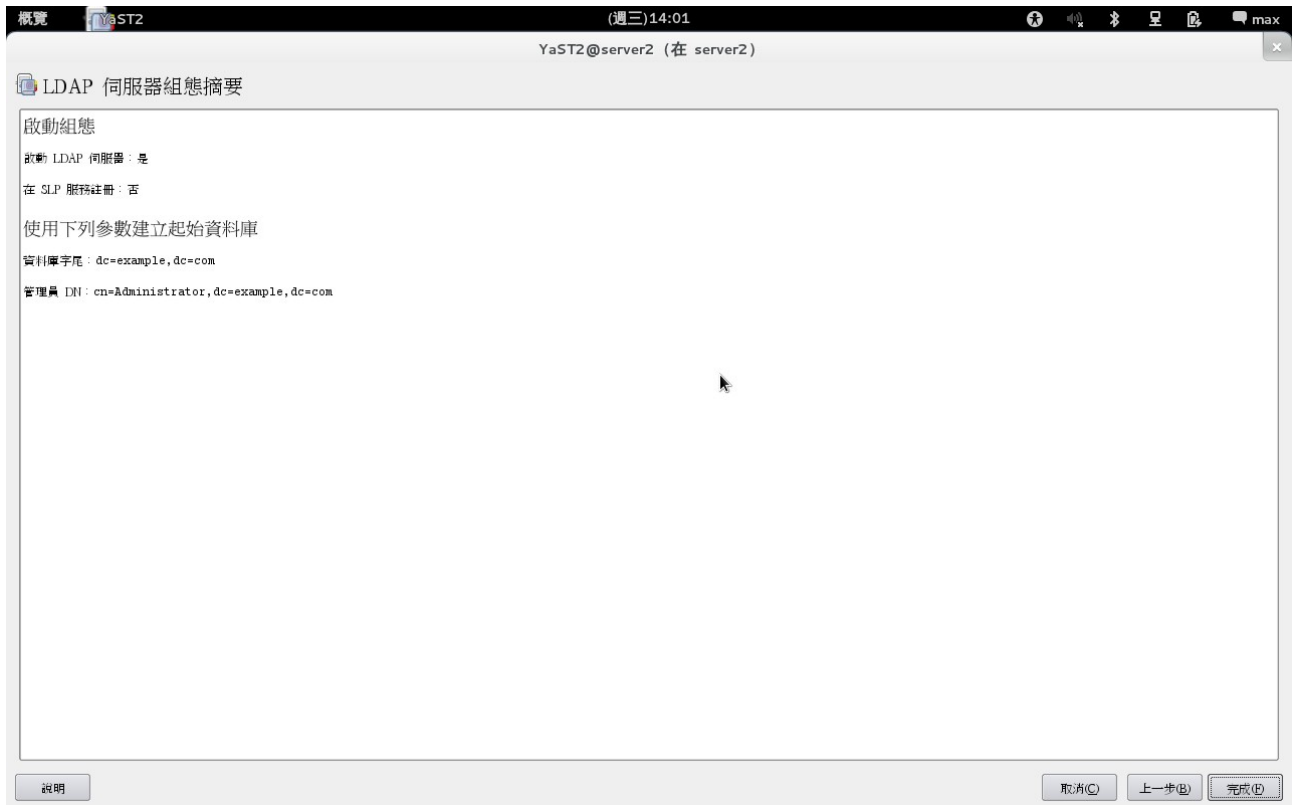 概覽 YaST2 (週三)14:01 max
YaST2@server2 (在 server2)
LDAP 伺服器組態摘要
啟動組態
啟動 LDAP 伺服器：是
在 SLP 服務註冊：否
使用下列參數建立起始資料庫
資料庫字尾：dc=example,dc=com
管理員 DN：cn=Administrator,dc=example,dc=com
說明 取消(C) 上一步(B) 完成(F)